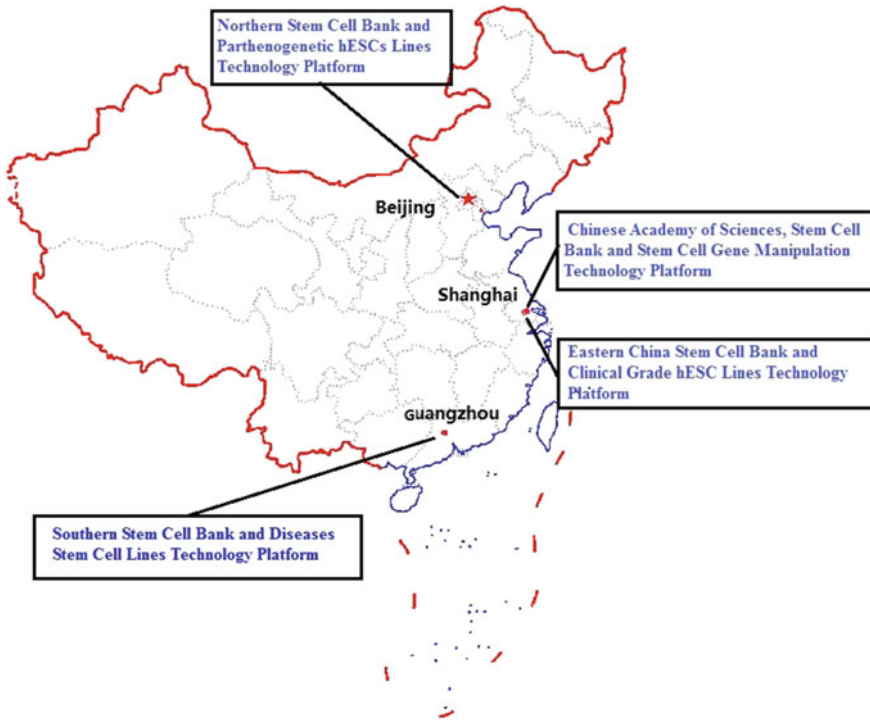 Northern Stem Cell Bank and
Parthenogenetic hESCs Lines
Technology Platform
Beijing
Chinese Academy of Sciences, Stem Cell
Bank and Stem Cell Gene Manipulation
Technology Platform
Shanghai
Eastern China Stem Cell Bank and
Clinical Grade hESC Lines Technology
Platform
Guangzhou
Southern Stem Cell Bank and Diseases
Stem Cell Lines Technology Platform